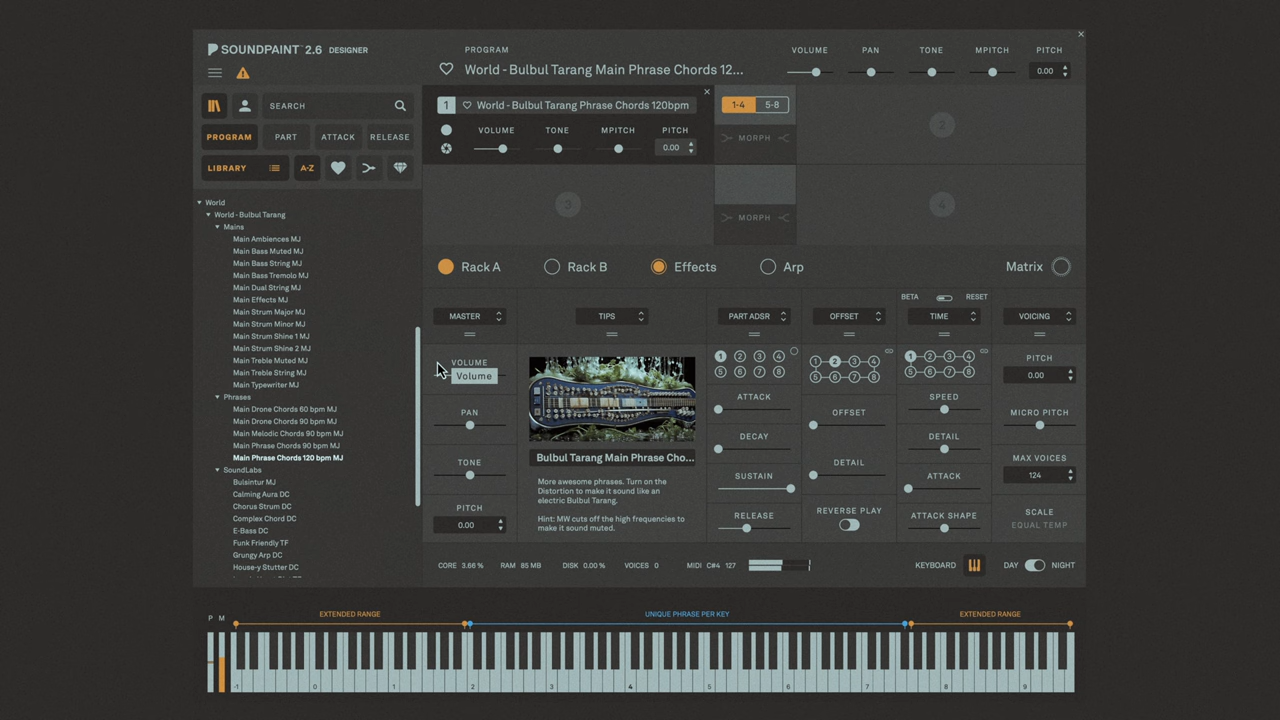 SOUNDPAINT™ 2.6 DESIGNER
PROGRAM
World - Bulbul Tarang Main Phrase Chords 12...
VOLUME PAN TONE MPITCH PITCH
0.00
SEARCH
PROGRAM PART ATTACK RELEASE
LIBRARY A-Z
World
World - Bulbul Tarang
Mains
Main Ambiences MJ
Main Bass Muted MJ
Main Bass String MJ
Main Bass Tremolo MJ
Main Dual String MJ
Main Effects MJ
Main Strum Major MJ
Main Strum Minor MJ
Main Strum Shine 1 MJ
Main Strum Shine 2 MJ
Main Treble Muted MJ
Main Treble String MJ
Main Typewriter MJ
Phrases
Main Drone Chords 60 bpm MJ
Main Drone Chords 90 bpm MJ
Main Melodic Chords 90 bpm MJ
Main Phrase Chords 90 bpm MJ
Main Phrase Chords 120 bpm MJ
SoundLabs
Bulaintur MJ
Calming Aura DC
Chorus Strum DC
Complex Chord DC
E-Bass DC
Funk Friendly TF
Grungy Arp DC
House-y Stutter DC
1 World - Bulbul Tarang Phrase Chords 120bpm
VOLUME TONE MPITCH PITCH
0.00
1-4 5-8
MORPH
2
3
MORPH
4
Rack A Rack B Effects Arp Matrix
MASTER TIPS PART ADSR OFFSET BETA RESET TIME VOICING
VOLUME
Volume
PAN
TONE
PITCH
0.00
Bulbul Tarang Main Phrase Cho...
More awesome phrases. Turn on the
Distortion to make it sound like an
electric Bulbul Tarang.
Hint: MW cuts off the high frequencies to
make it sound muted.
1 2 3 4
5 6 7 8
ATTACK
DECAY
SUSTAIN
RELEASE
1 2 3 4
5 6 7 8
OFFSET
DETAIL
REVERSE PLAY
1 2 3 4
5 6 7 8
SPEED
DETAIL
ATTACK
ATTACK SHAPE
PITCH
0.00
MICRO PITCH
MAX VOICES
124
SCALE
EQUAL TEMP
CORE 3.66 % RAM 85 MB DISK 0.00 % VOICES 0 MIDI C#4 127 KEYBOARD DAY NIGHT
P M EXTENDED RANGE UNIQUE PHRASE PER KEY EXTENDED RANGE
-1 0 1 2 3 4 5 6 7 8 9